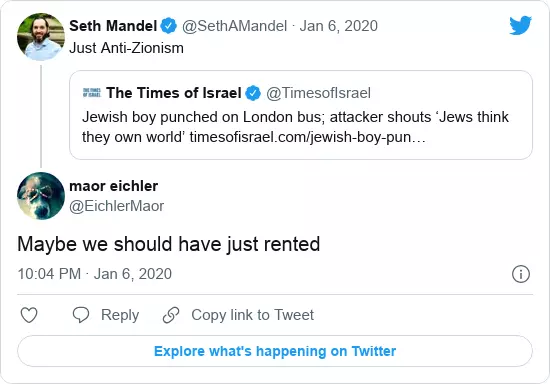 Seth Mandel @SethAMandel · Jan 6, 2020
Just Anti-Zionism
The Times of Israel @TimesofIsrael
Jewish boy punched on London bus; attacker shouts ‘Jews think
they own world’ timesofisrael.com/jewish-boy-pun…
maor eichler
@EichlerMaor
Maybe we should have just rented
10:04 PM · Jan 6, 2020
Reply Copy link to Tweet
Explore what's happening on Twitter